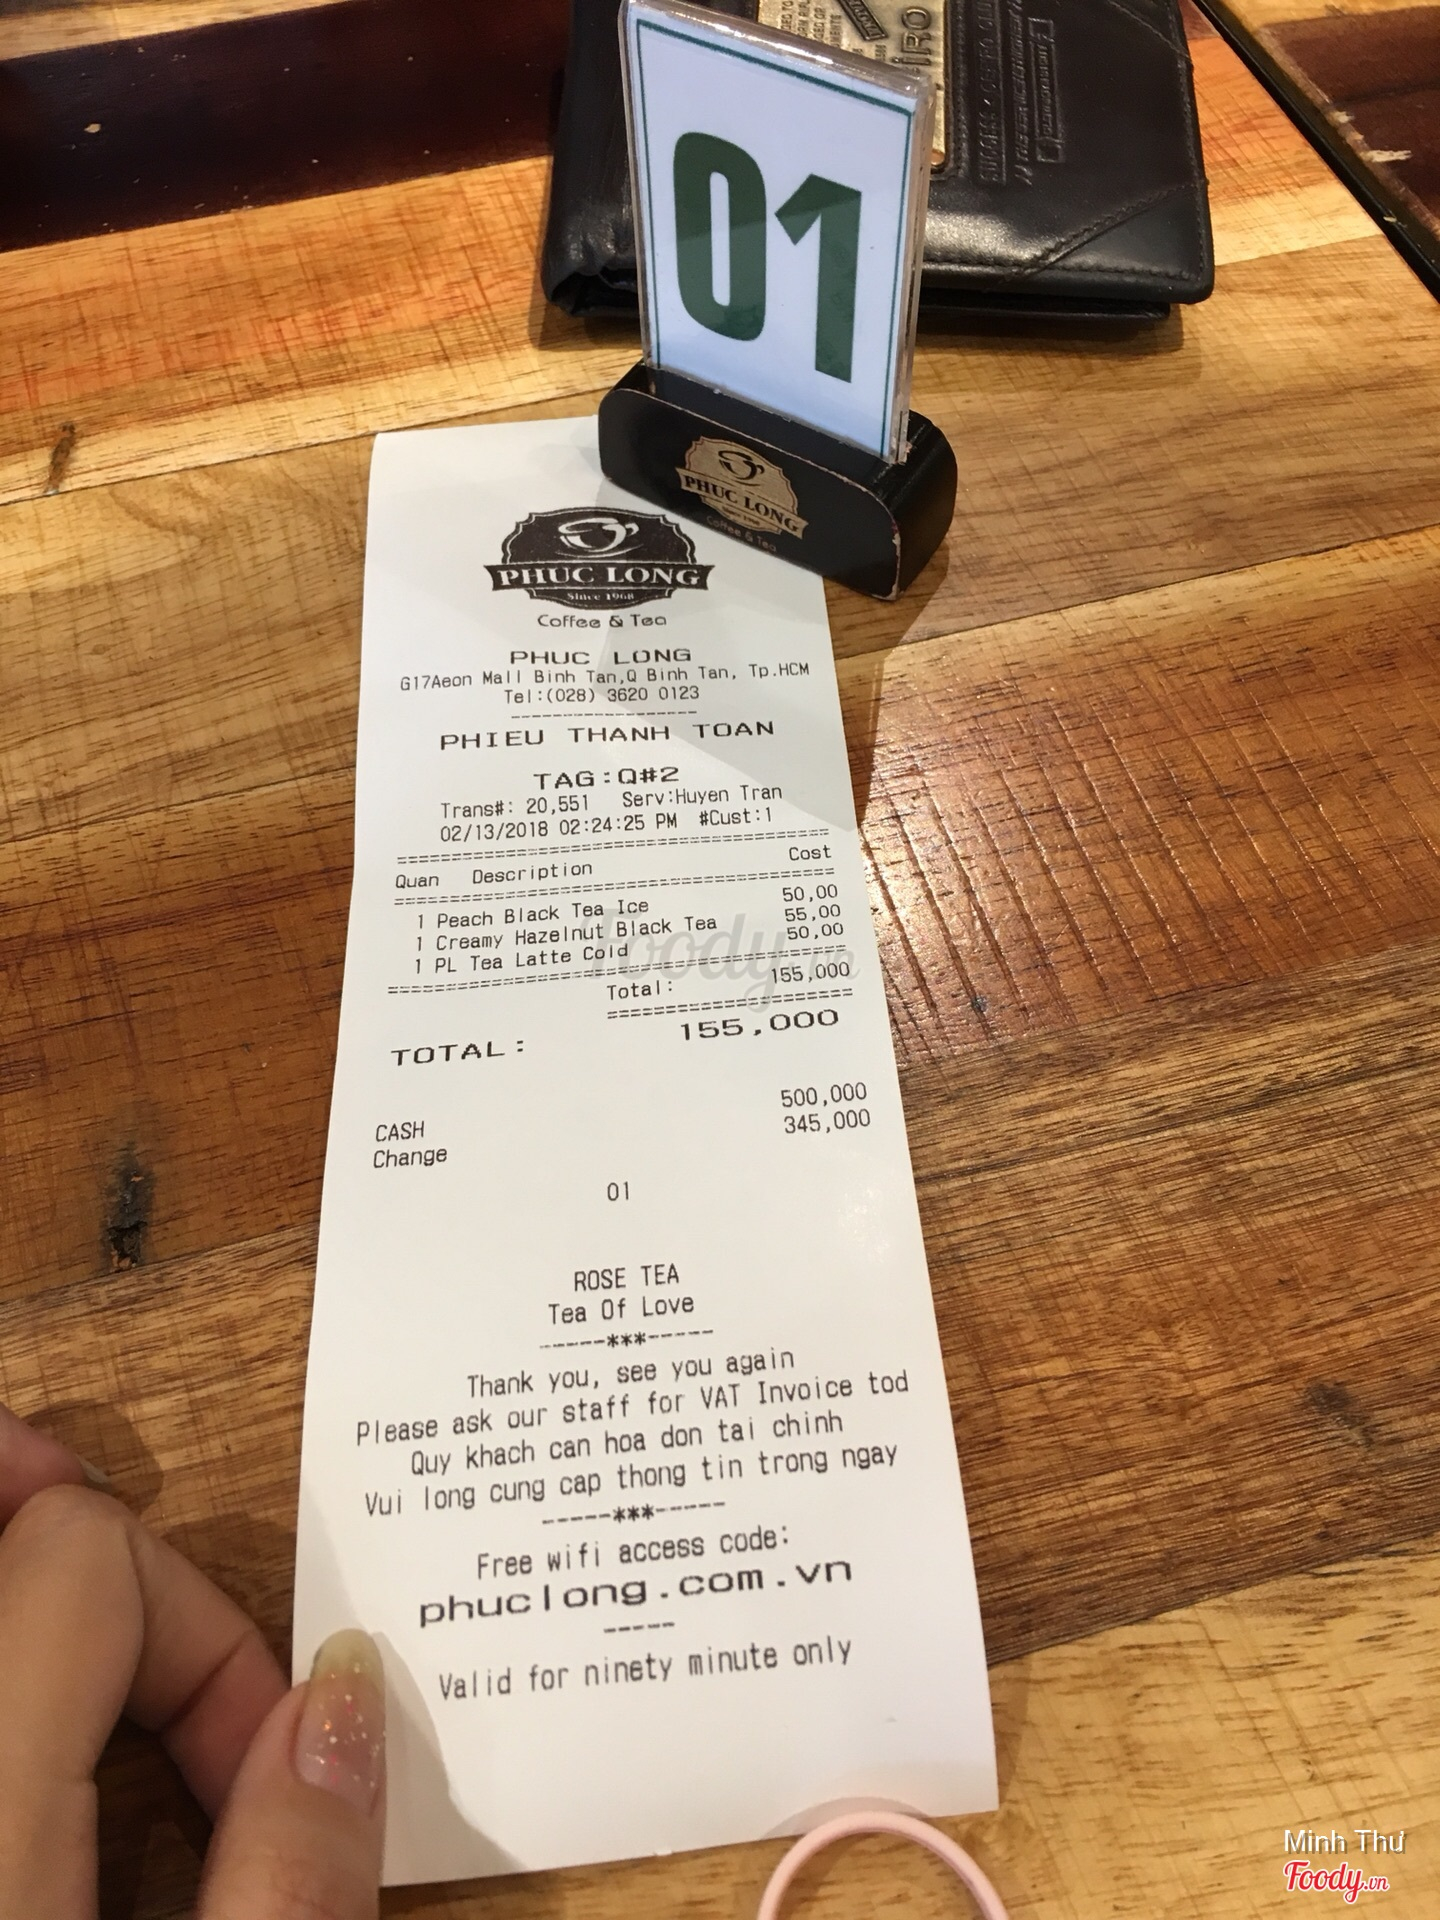 01
PHUC LONG
Since 1968
Coffee & Tea
PHUC LONG
Since 1968
Coffee & Tea
PHUC LONG
G17Aeon Mall Binh Tan,Q Binh Tan, Tp.HCM
Tel:(028) 3620 0123
------------------
PHIEU THANH TOAN
TAG:Q#2
Trans#: 20,551 Serv:Huyen Tran
02/13/2018 02:24:25 PM #Cust:1
Quan Description Cost
1 Peach Black Tea Ice 50,00
1 Creamy Hazelnut Black Tea 55,00
1 PL Tea Latte Cold 50,00
Total: 155,000
TOTAL: 155,000
CASH 500,000
Change 345,000
01
ROSE TEA
Tea Of Love
-----***-----
Thank you, see you again
Please ask our staff for VAT Invoice tod
Quy khach can hoa don tai chinh
Vui long cung cap thong tin trong ngay
-----***-----
Free wifi access code:
phuclong.com.vn
-----
Valid for ninety minute only
Foody.vn
Minh Thư
Foody.vn